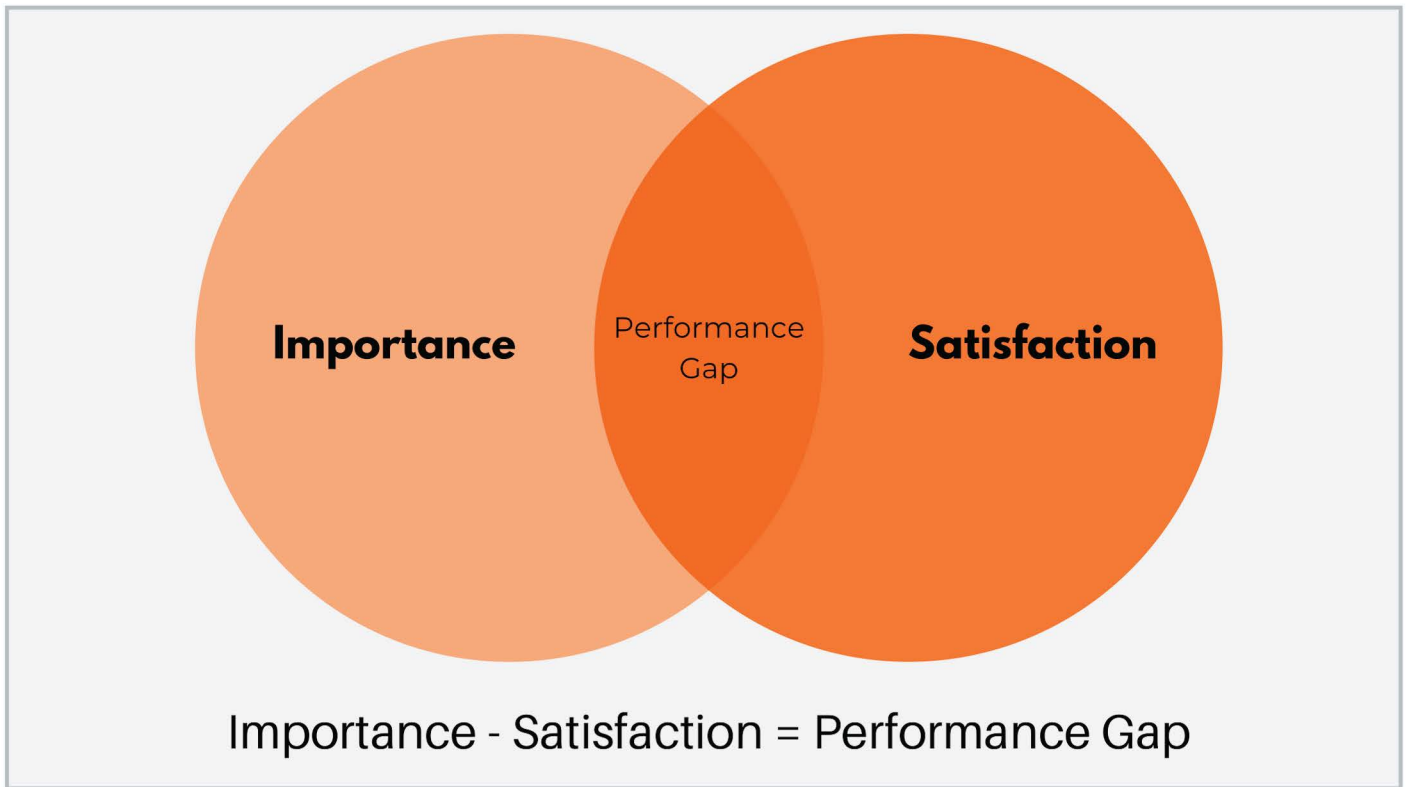 Importance
Performance
Gap
Satisfaction
Importance - Satisfaction = Performance Gap